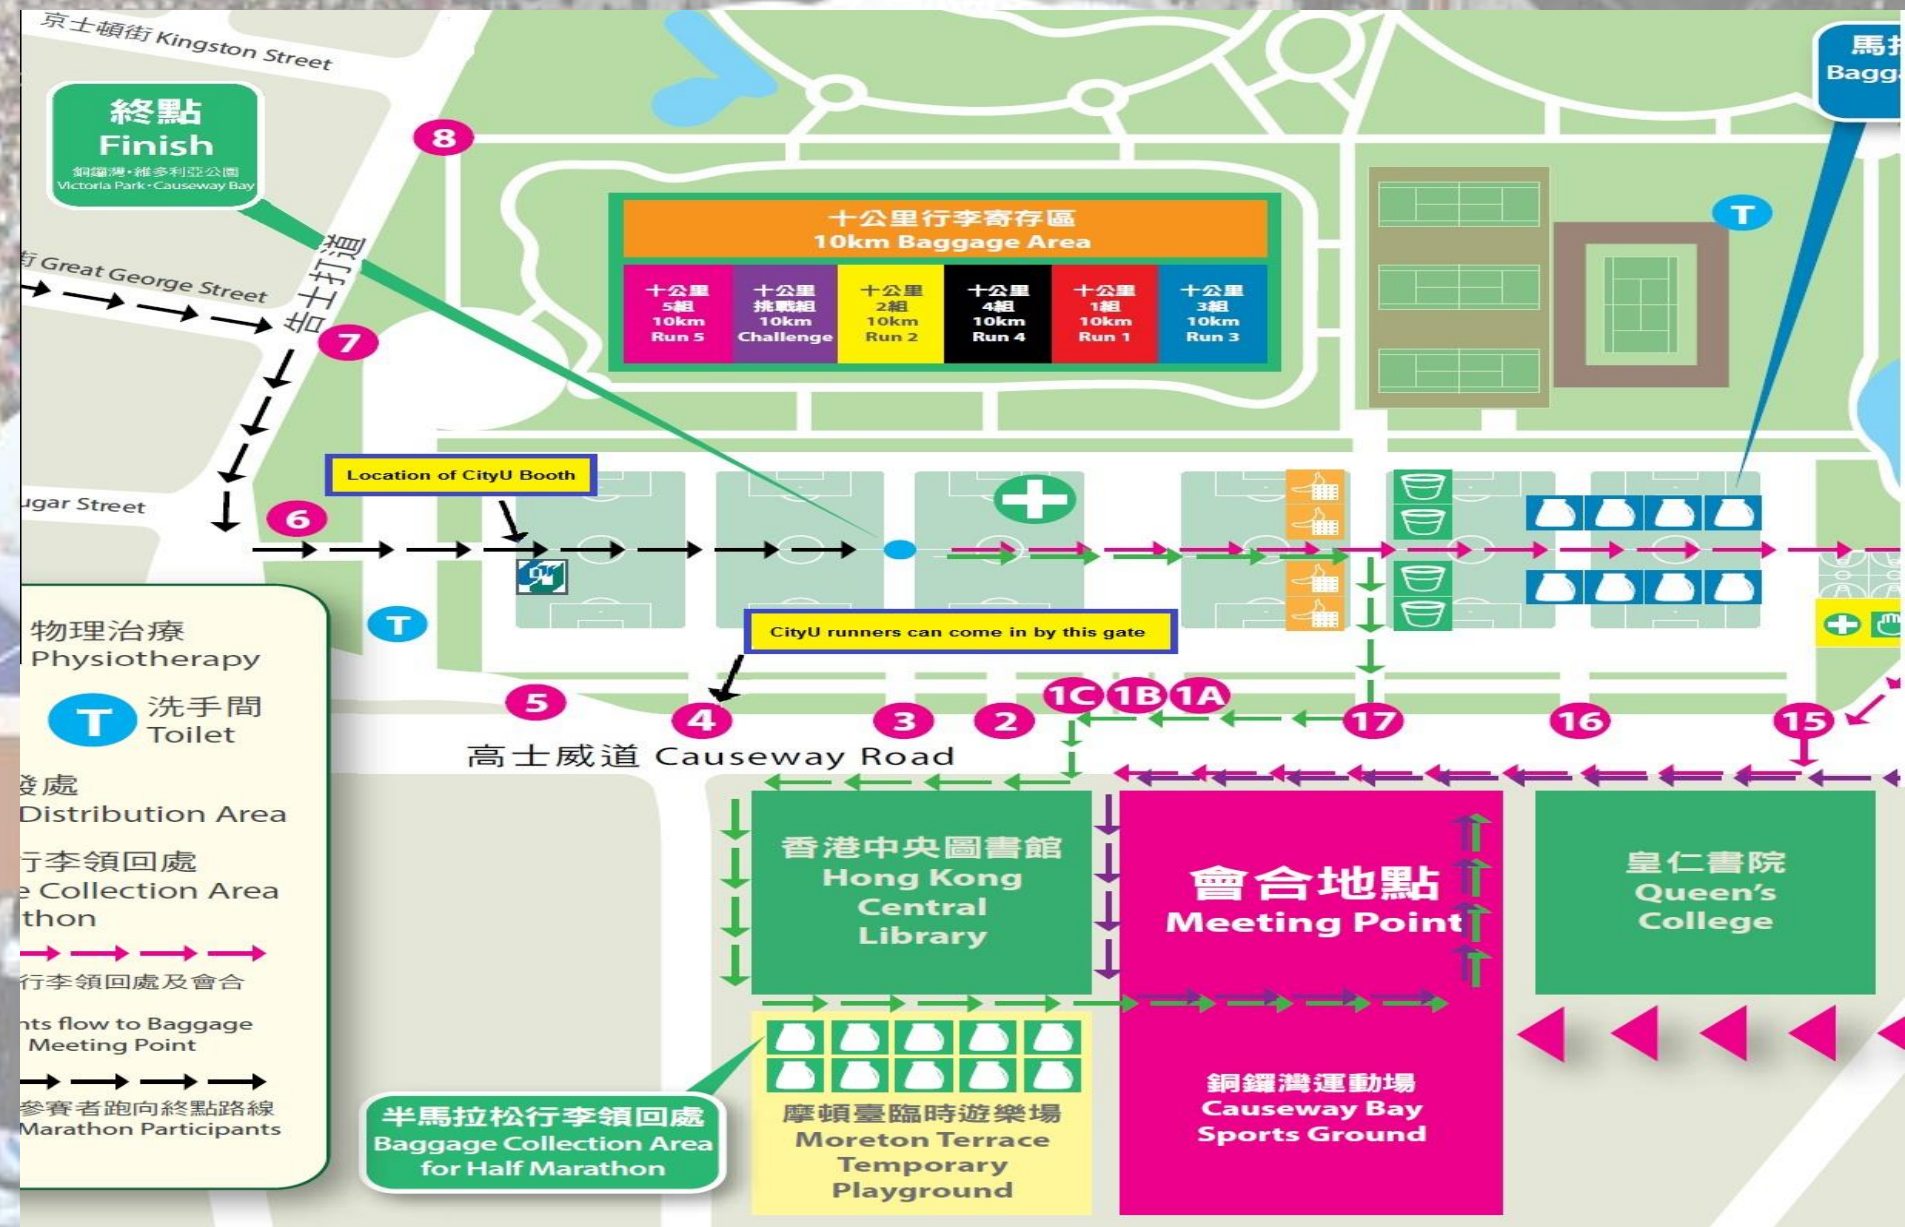 京士頓街 Kingston Street
終點
Finish
銅鑼灣·維多利亞公園
Victoria Park·Causeway Bay
8
馬拉
Bagga
十公里行李寄存區
10km Baggage Area
十公里
5組
10km
Run 5
十公里
挑戰組
10km
Challenge
十公里
2組
10km
Run 2
十公里
4組
10km
Run 4
十公里
1組
10km
Run 1
十公里
3組
10km
Run 3
T
街 Great George Street
告士打道
7
Location of CityU Booth
ugar Street
6
T
CityU runners can come in by this gate
5
4
3
2
1C
1B
1A
17
16
15
高士威道 Causeway Road
物理治療
Physiotherapy
T
洗手間
Toilet
發處
Distribution Area
行李領回處
e Collection Area
thon
行李領回處及會合
nts flow to Baggage
Meeting Point
參賽者跑向終點路線
Marathon Participants
香港中央圖書館
Hong Kong
Central
Library
會合地點
Meeting Point
皇仁書院
Queen's
College
半馬拉松行李領回處
Baggage Collection Area
for Half Marathon
摩頓臺臨時遊樂場
Moreton Terrace
Temporary
Playground
銅鑼灣運動場
Causeway Bay
Sports Ground